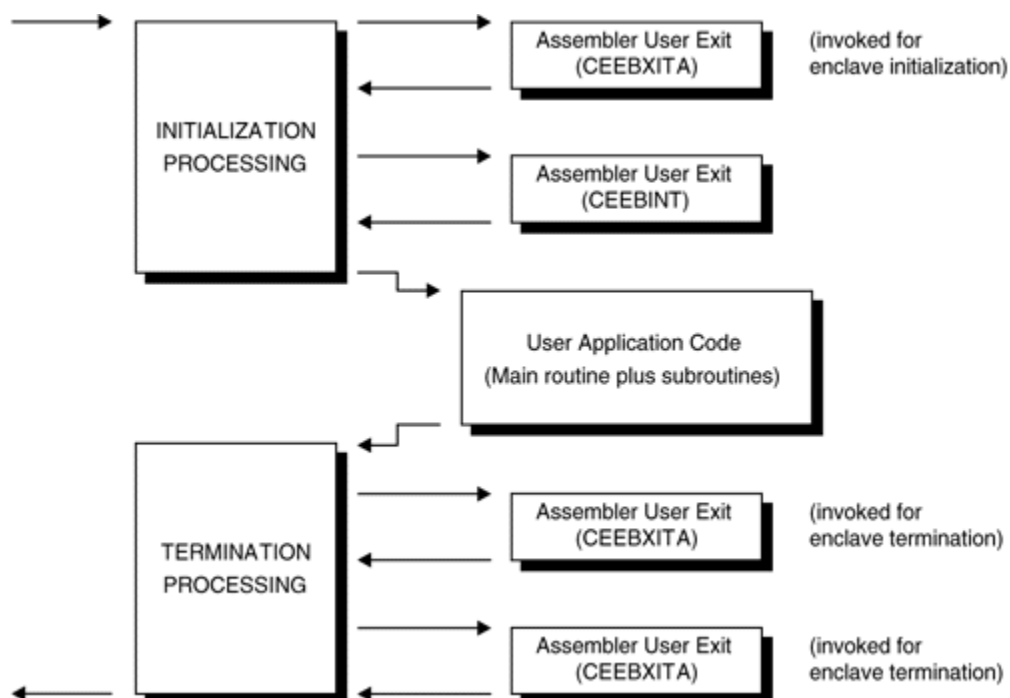 Assembler User Exit
(CEEBXITA)
(invoked for
enclave initialization)
INITIALIZATION
PROCESSING
Assembler User Exit
(CEEBINT)
User Application Code
(Main routine plus subroutines)
Assembler User Exit
(CEEBXITA)
(invoked for
enclave termination)
TERMINATION
PROCESSING
Assembler User Exit
(CEEBXITA)
(invoked for
enclave termination)